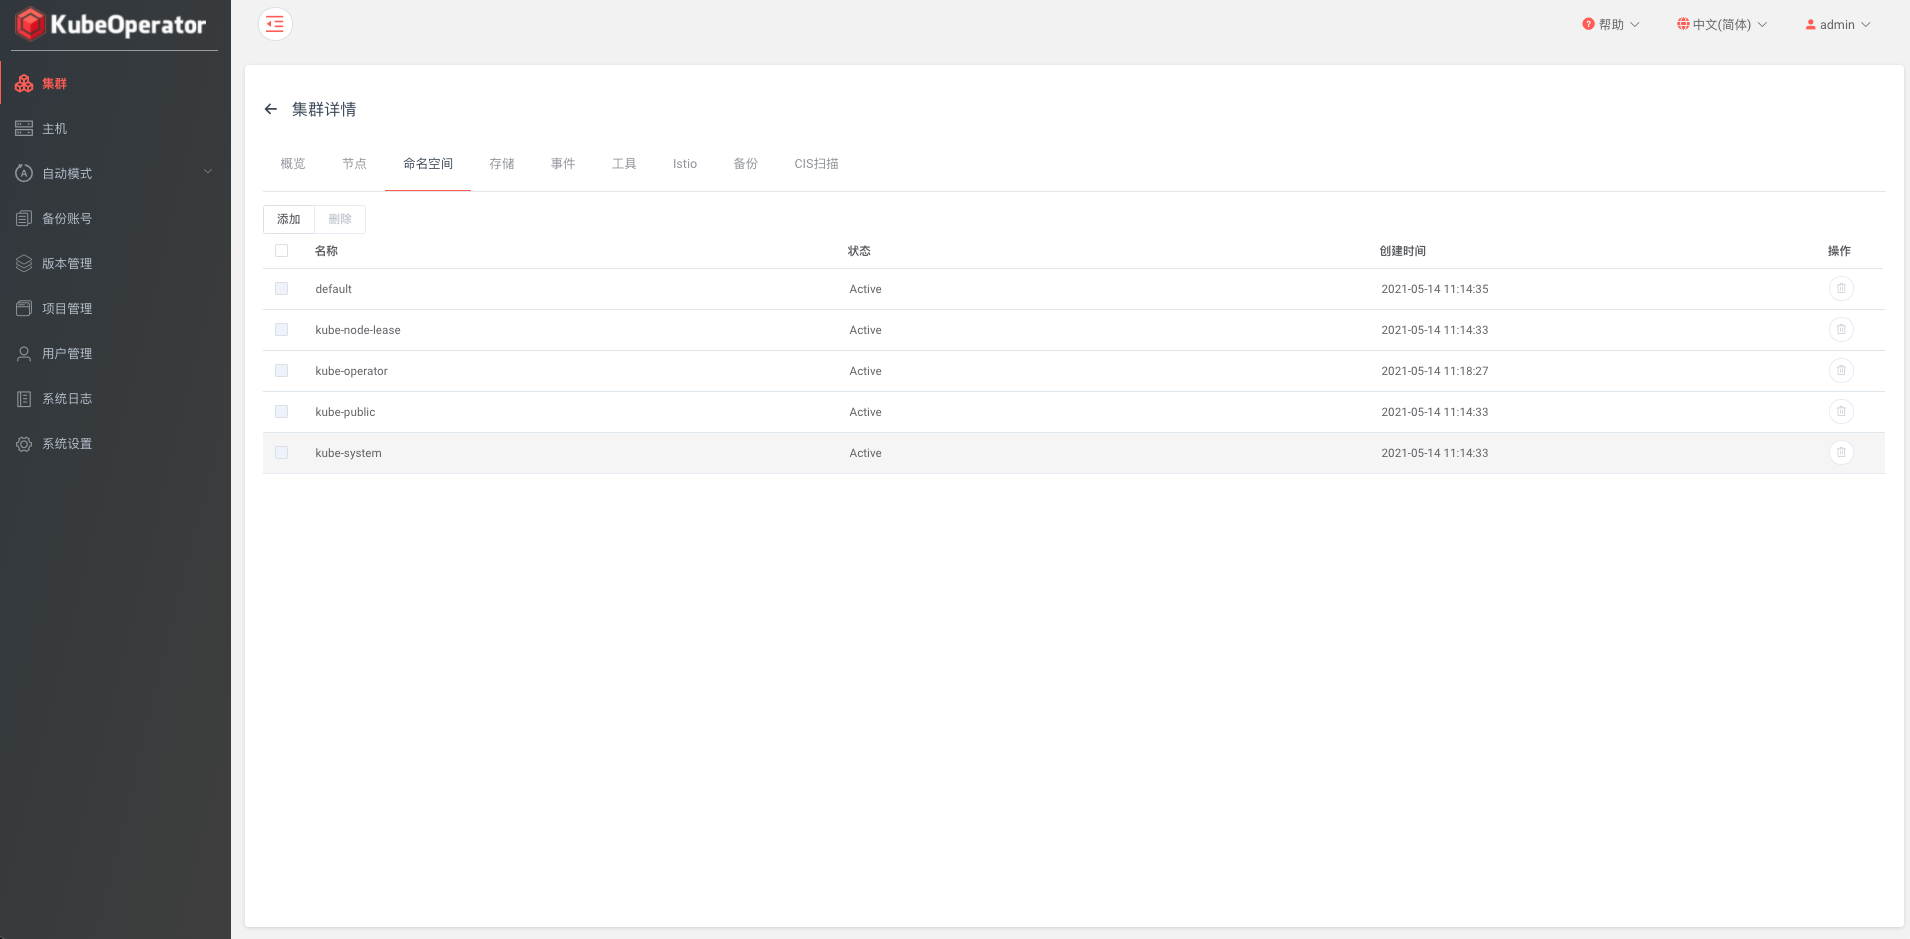 KubeOperator
帮助
中文(简体)
admin
集群
主机
自动模式
备份账号
版本管理
项目管理
用户管理
系统日志
系统设置
集群详情
概览 节点 命名空间 存储 事件 工具 Istio 备份 CIS扫描
添加 删除
名称 状态 创建时间 操作
default Active 2021-05-14 11:14:35
kube-node-lease Active 2021-05-14 11:14:33
kube-operator Active 2021-05-14 11:18:27
kube-public Active 2021-05-14 11:14:33
kube-system Active 2021-05-14 11:14:33